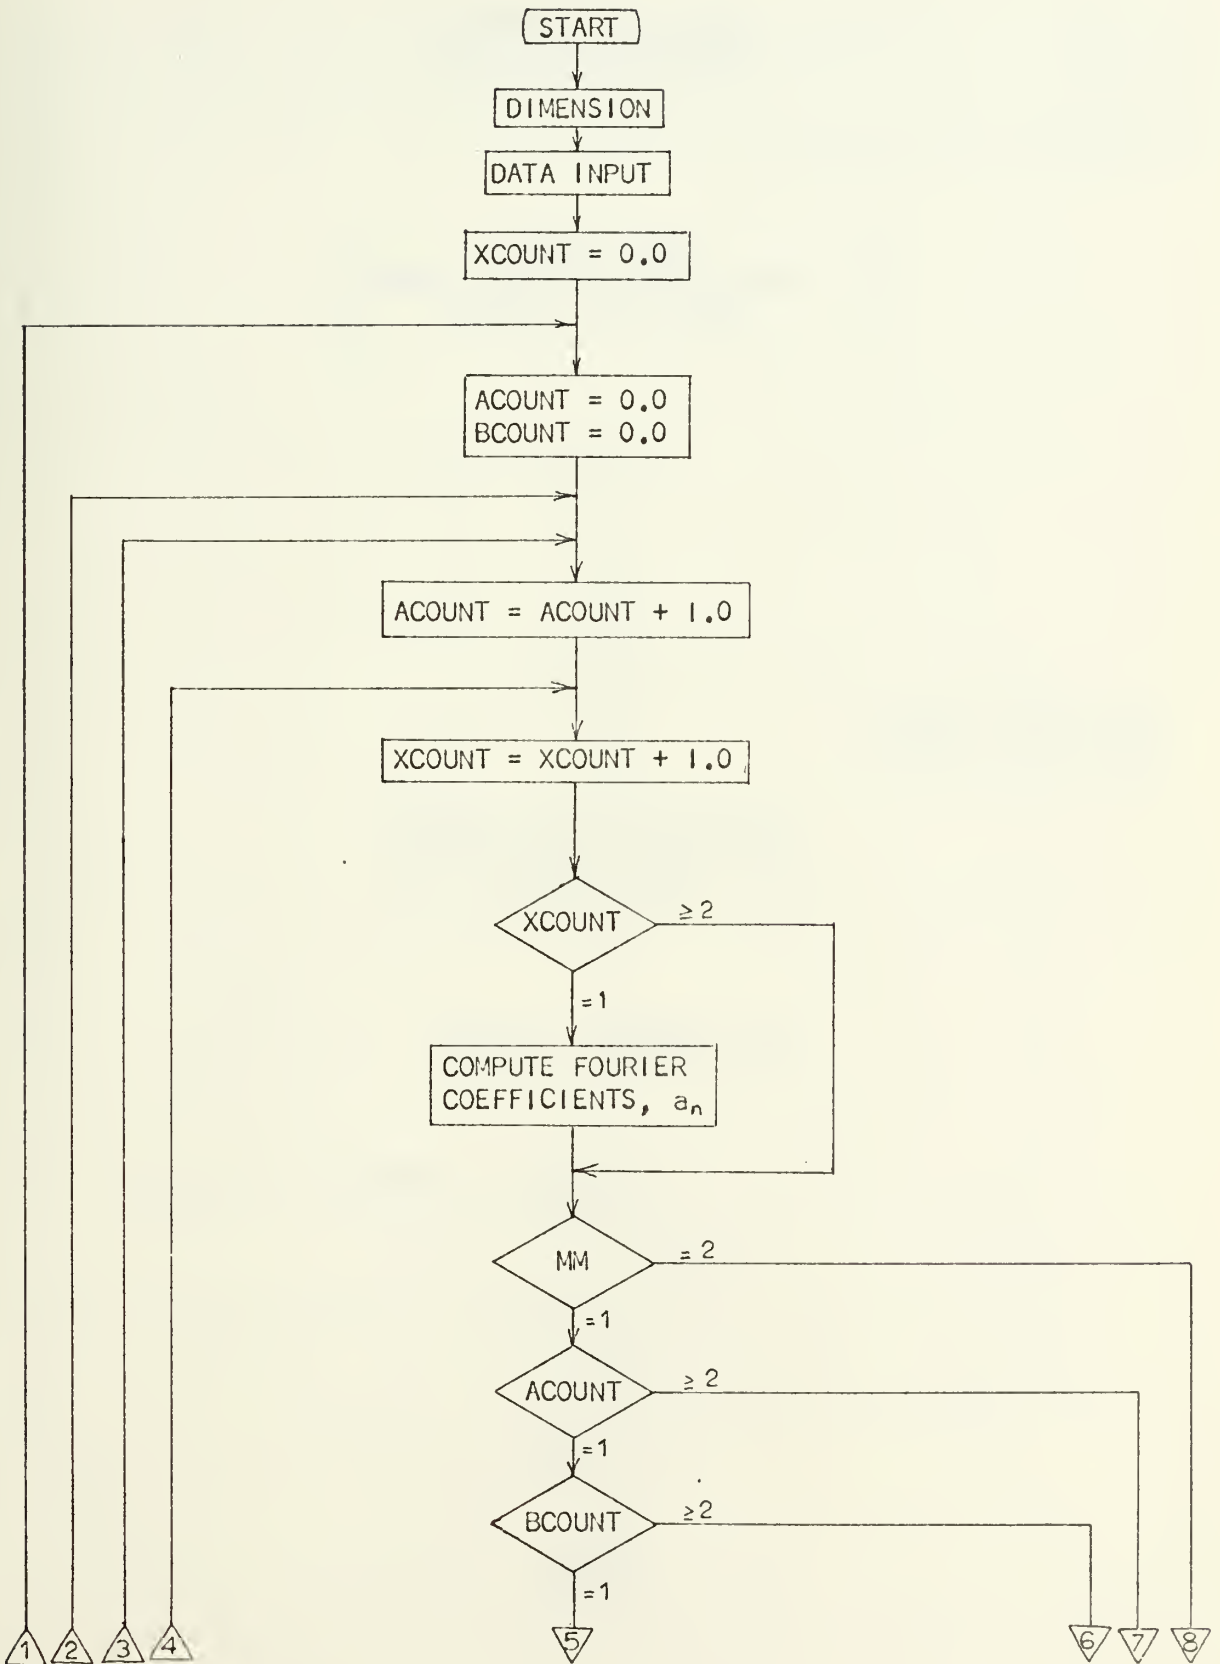 START
DIMENSION
DATA INPUT
XCOUNT = 0.0
ACOUNT = 0.0
BCOUNT = 0.0
ACOUNT = ACOUNT + 1.0
XCOUNT = XCOUNT + 1.0
XCOUNT
≥2
=1
COMPUTE FOURIER
COEFFICIENTS, aₙ
MM
=2
=1
ACOUNT
≥2
=1
BCOUNT
≥2
=1
1 2 3 4 5 6 7 8